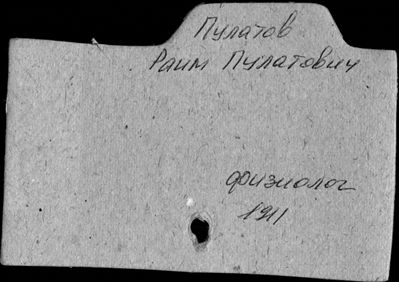 Пулатов
Раим Пулатович
физиолог
1911